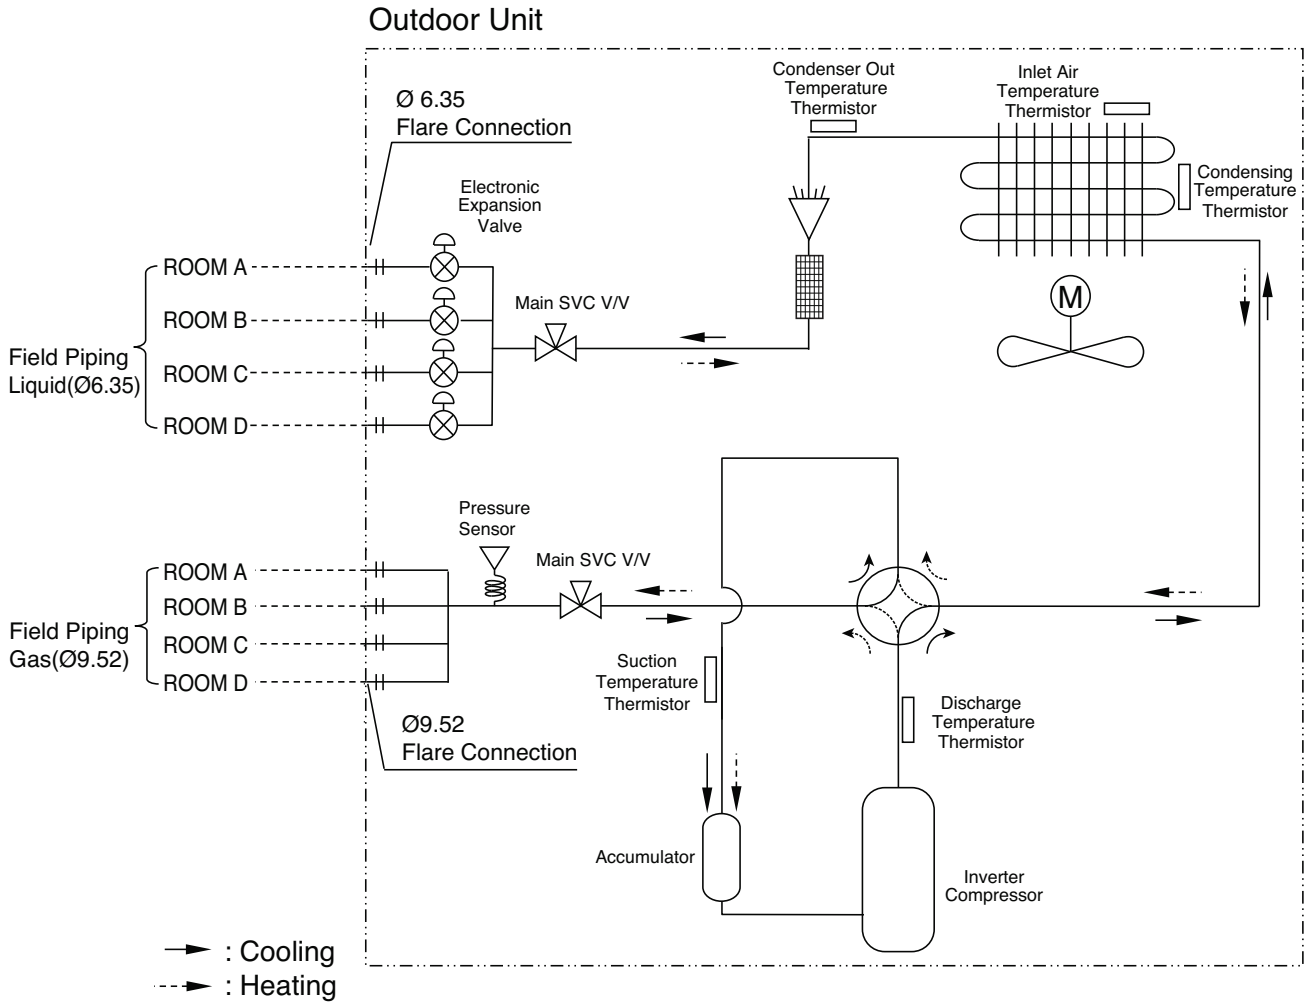 Outdoor Unit
Condenser Out
Temperature
Thermistor
Inlet Air
Temperature
Thermistor
Ø 6.35
Flare Connection
Condensing
Temperature
Thermistor
Electronic
Expansion
Valve
ROOM A
ROOM B
ROOM C
ROOM D
Field Piping
Liquid(Ø6.35)
Main SVC V/V
M
Pressure
Sensor
Main SVC V/V
ROOM A
ROOM B
ROOM C
ROOM D
Field Piping
Gas(Ø9.52)
Suction
Temperature
Thermistor
Ø9.52
Flare Connection
Discharge
Temperature
Thermistor
Accumulator
Inverter
Compressor
: Cooling
: Heating